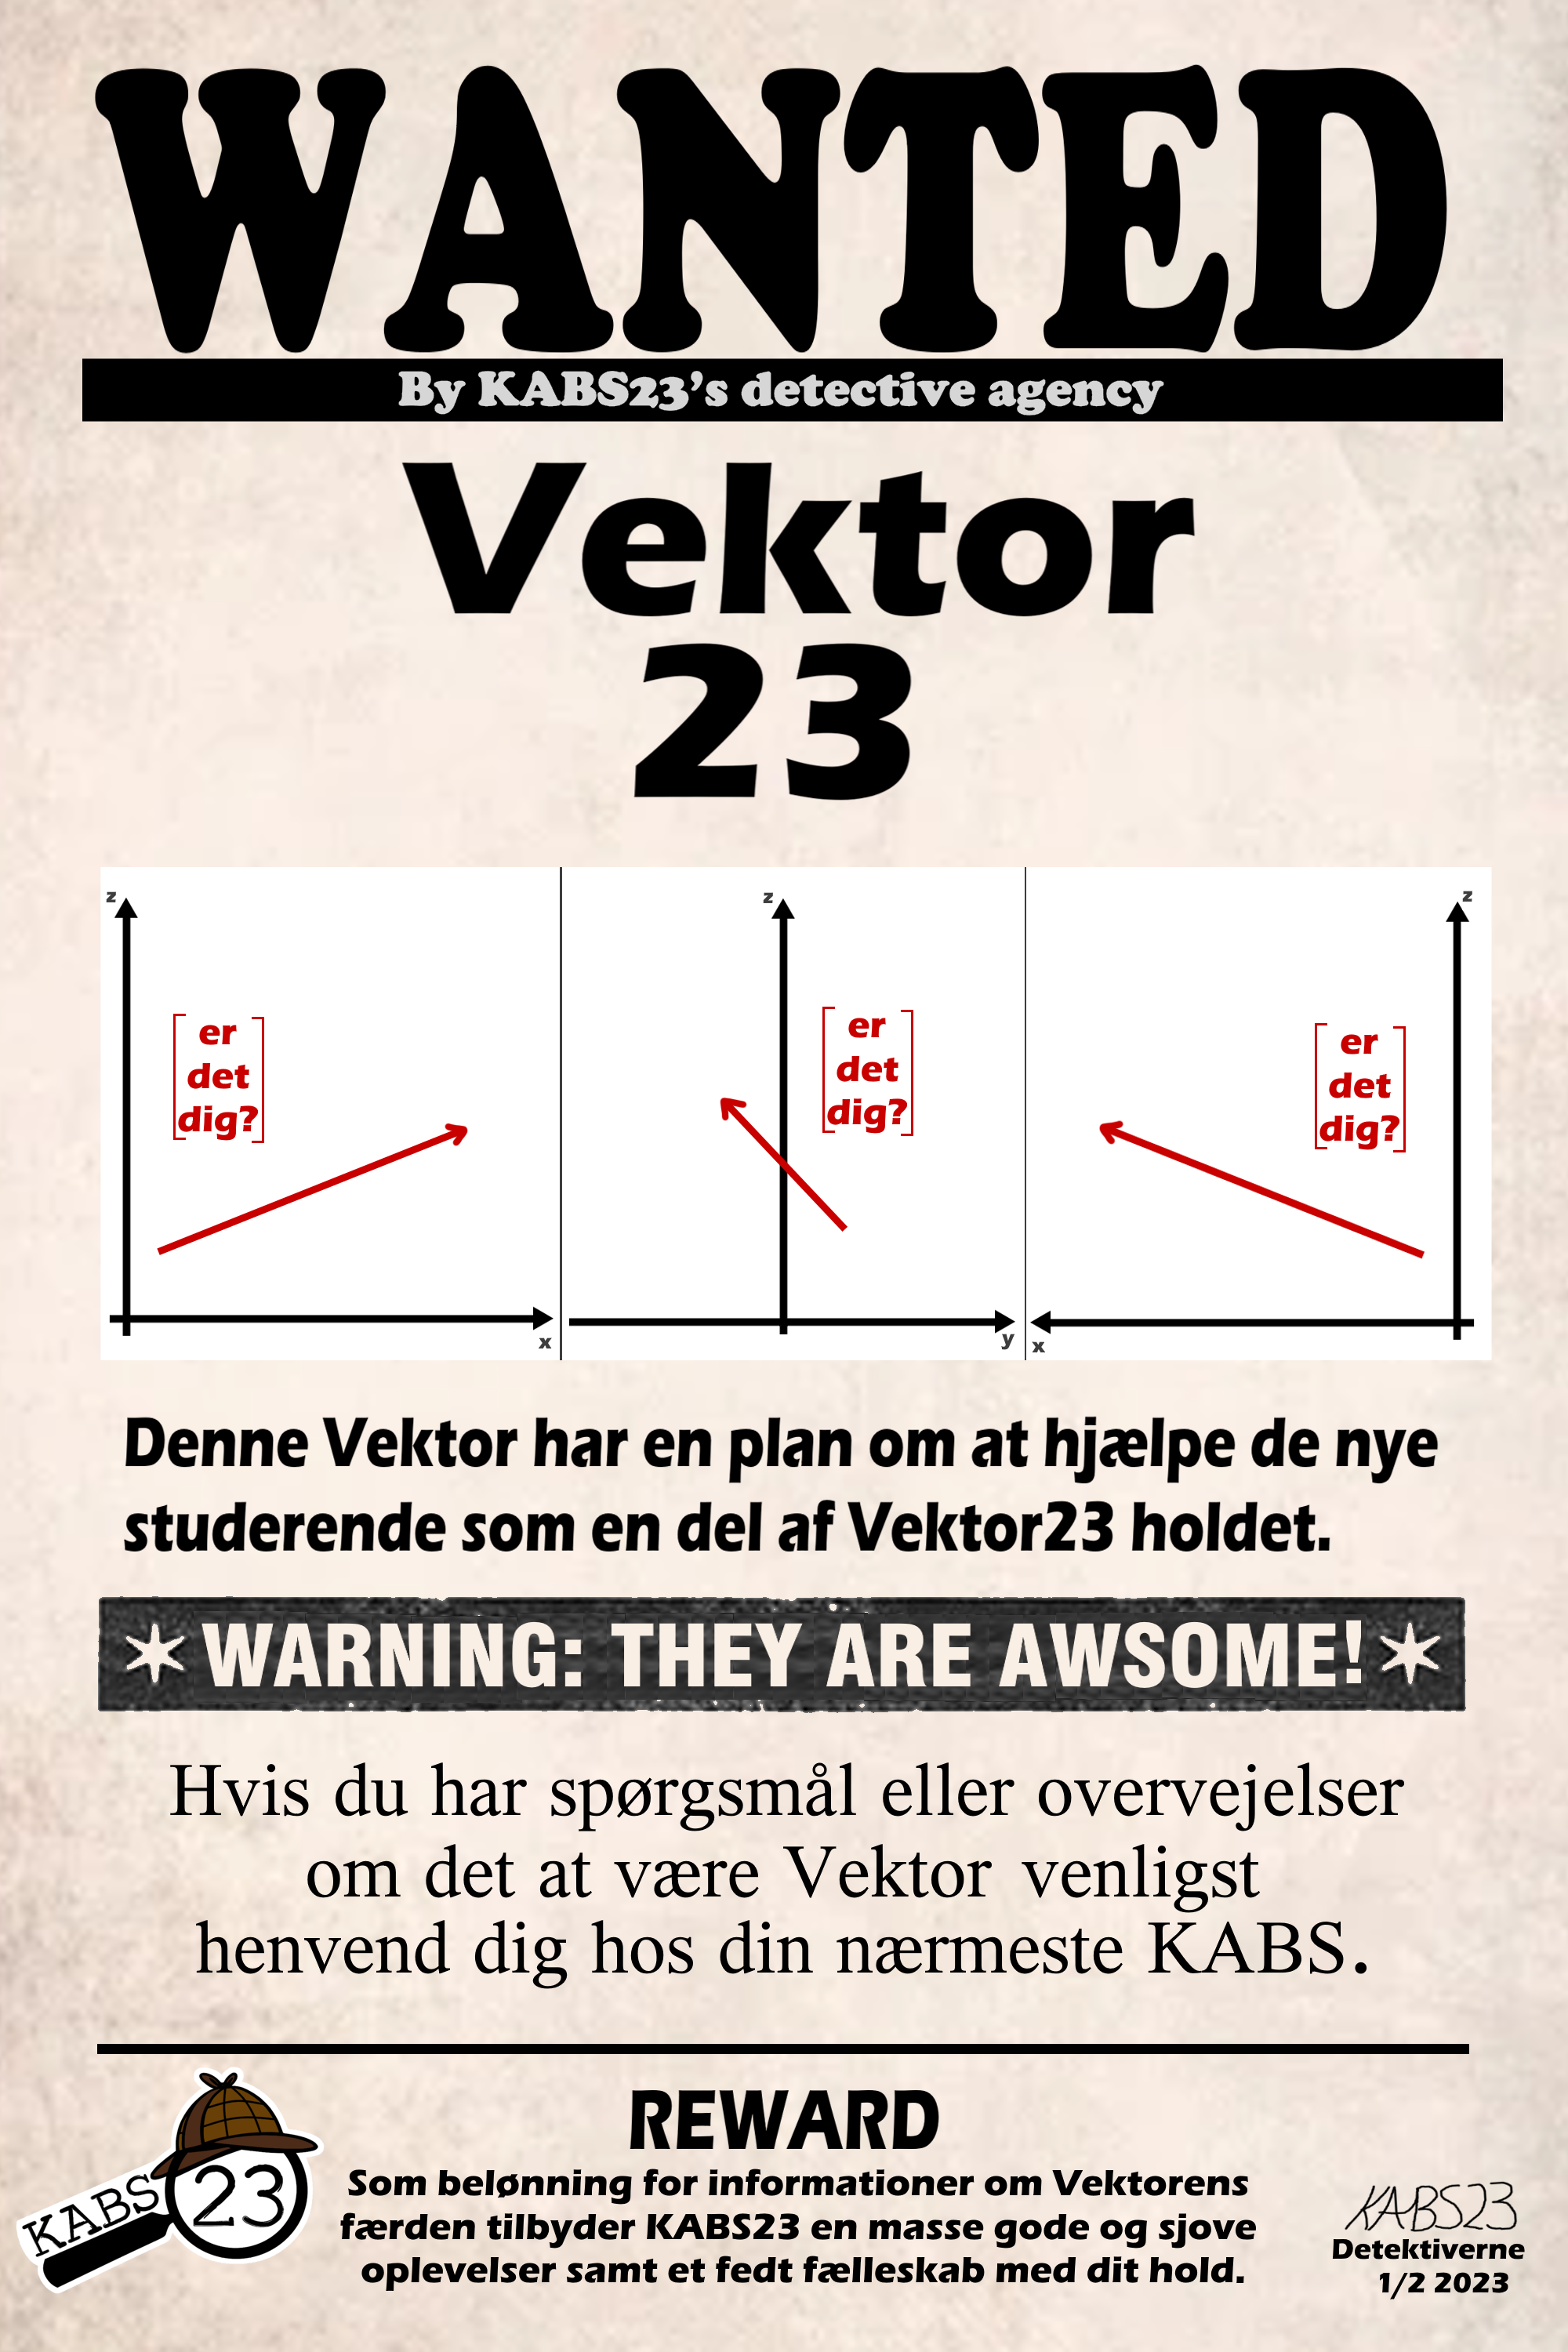 WANTED
By KABS23’s detective agency
Vektor
23
z
er
det
dig?
x
z
er
det
dig?
y
z
er
det
dig?
x
Denne Vektor har en plan om at hjælpe de nye
studerende som en del af Vektor23 holdet.
WARNING: THEY ARE AWSOME!
Hvis du har spørgsmål eller overvejelser
om det at være Vektor venligst
henvend dig hos din nærmeste KABS.
KABS 23
REWARD
Som belønning for informationer om Vektorens
færden tilbyder KABS23 en masse gode og sjove
oplevelser samt et fedt fælleskab med dit hold.
KABS23
Detektiverne
1/2 2023